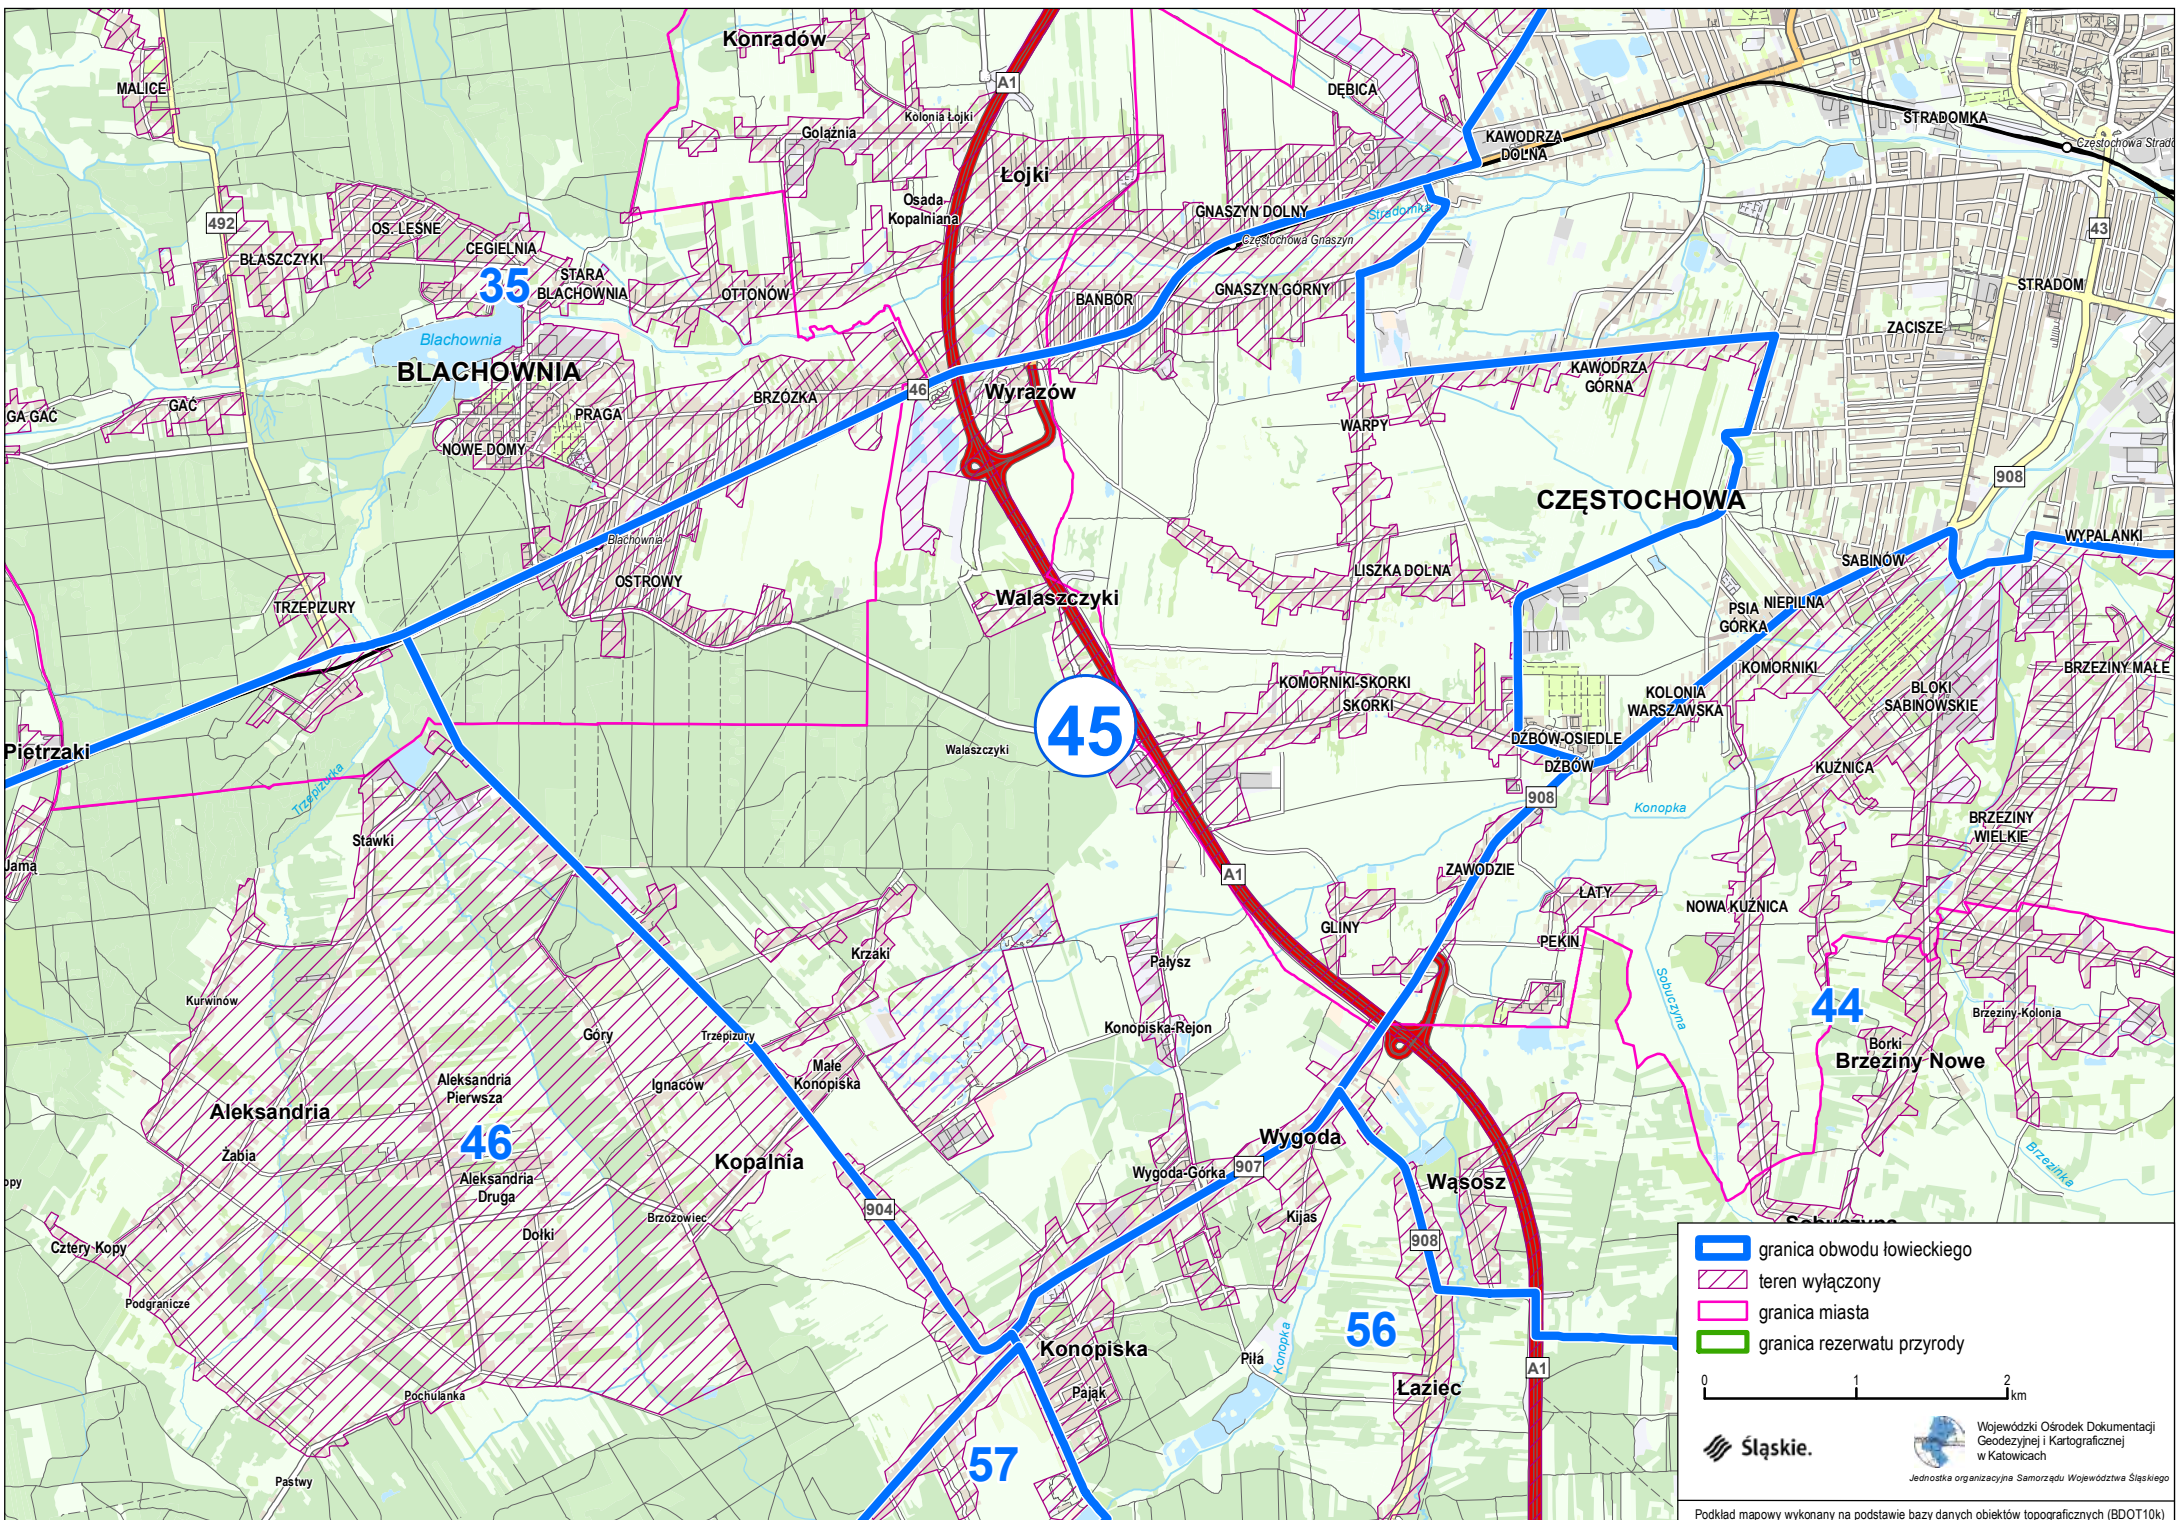 Konradów
MALICE
A1
DĘBICA
Kolonia Łojki
Golążnia
KAWODRZA
DOLNA
STRADOMKA
Łojki
Osada
Kopalniana
492
OS. LEŚNE
CEGIELNIA
BŁASZCZYKI
35
STARA
BLACHOWNIA
OTTONÓW
GNASZYN DOLNY
Stradomka
Częstochowa Gnaszyn
GNASZYN GÓRNY
BANBÓR
43
STRADOM
ZACISZE
Blachownia
BLACHOWNIA
GAĆ
PRAGA
BRZÓZKA
46
Wyrazów
KAWODRZA
GÓRNA
WARPY
NOWE DOMY
CZĘSTOCHOWA
908
WYPALANKI
SABINÓW
Blachownia
OSTROWY
LISZKA DOLNA
Walaszczyki
TRZEPIZURY
PSIA
GÓRKA
NIEPILNA
KOMORNIKI
BRZEZINY MAŁE
KOMORNIKI-SKORKI
SKORKI
KOLONIA
WARSZAWSKA
BLOKI
SABINOWSKIE
45
Pietrzaki
Walaszczyki
DŹBÓW-OSIEDLE
DŹBÓW
KUŹNICA
Trzepizurka
908
Konopka
BRZEZINY
WIELKIE
Stawki
Jamą
ZAWODZIE
A1
ŁATY
NOWA KUŹNICA
GLINY
PEKIN
Krzaki
Pałysz
Sobuczyna
Kurwinów
44
Brzeziny-Kolonia
Góry
Trzepizury
Konopiska-Rejon
Borki
Brzeziny Nowe
Małe
Konopiska
Ignaców
Aleksandria
Pierwsza
Aleksandria
46
Żabia
Kopalnia
Wygoda
907
Wygoda-Górka
Wąsosz
Brzezinka
Aleksandria
Druga
904
Brzozowiec
Kijas
Dołki
Cztery Kopy
908
Podgranicze
56
Konopka
Konopiska
Piła
A1
Łaziec
Pająk
Pochulanka
57
Pastwy
granica obwodu łowieckiego
teren wyłączony
granica miasta
granica rezerwatu przyrody
0 1 2
km
Śląskie.
Wojewódzki Ośrodek Dokumentacji
Geodezyjnej i Kartograficznej
w Katowicach
Jednostka organizacyjna Samorządu Województwa Śląskiego
Podkład mapowy wykonany na podstawie bazy danych obiektów topograficznych (BDOT10k)